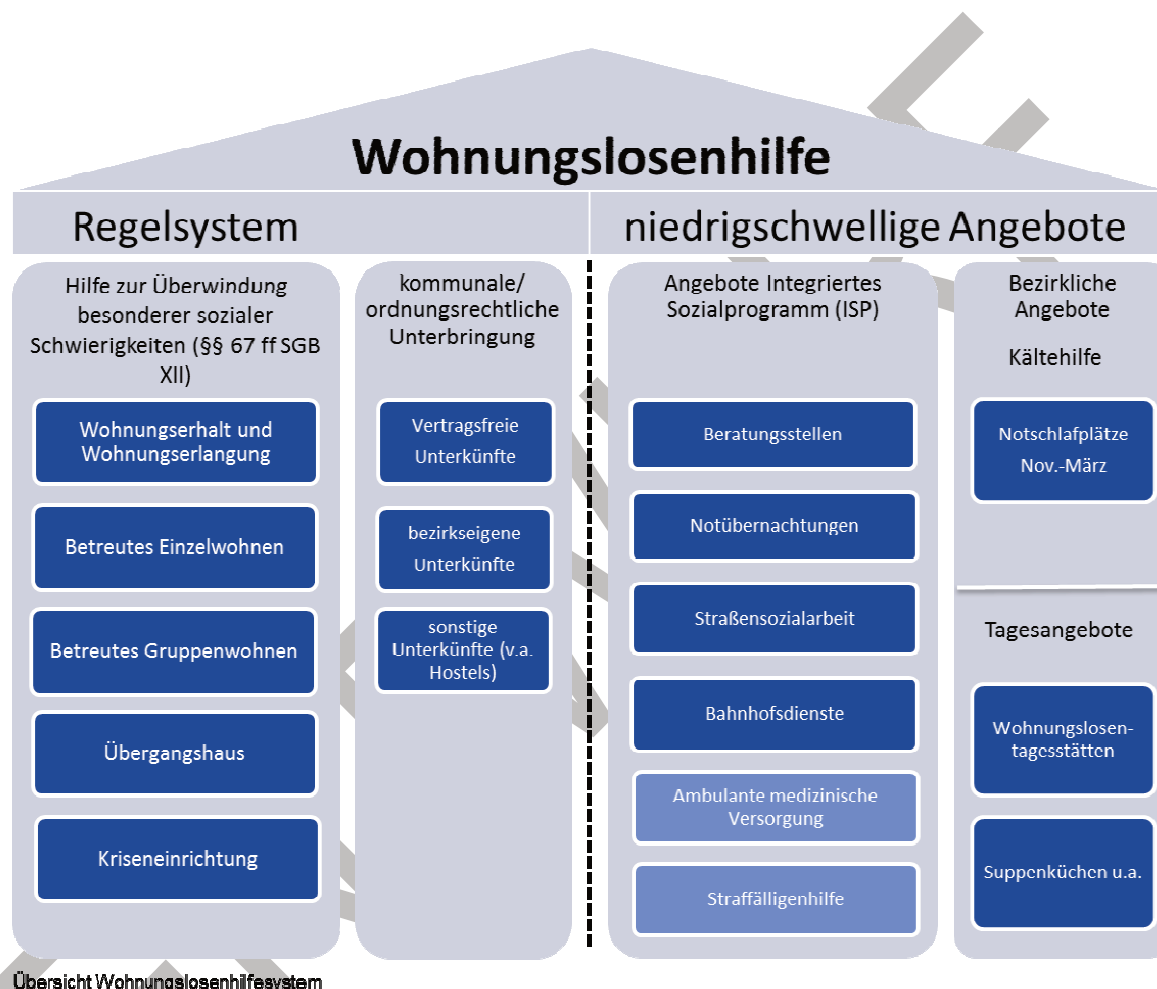 Wohnungslosenhilfe
Regelsystem
niedrigschwellige Angebote
Hilfe zur Überwindung
besonderer sozialer
Schwierigkeiten (§§ 67 ff SGB
XII)
Wohnungserhalt und
Wohnungserlangung
Betreutes Einzelwohnen
Betreutes Gruppenwohnen
Übergangshaus
Kriseneinrichtung
kommunale/
ordnungsrechtliche
Unterbringung
Vertragsfreie
Unterkünfte
bezirkseigene
Unterkünfte
sonstige
Unterkünfte (v.a.
Hostels)
Angebote Integriertes
Sozialprogramm (ISP)
Beratungsstellen
Notübernachtungen
Straßensozialarbeit
Bahnhofsdienste
Ambulante medizinische
Versorgung
Straffälligenhilfe
Bezirkliche
Angebote
Kältehilfe
Notschlafplätze
Nov.-März
Tagesangebote
Wohnungslosen-
tagesstätten
Suppenküchen u.a.
Übersicht Wohnungslosenhilfesystem